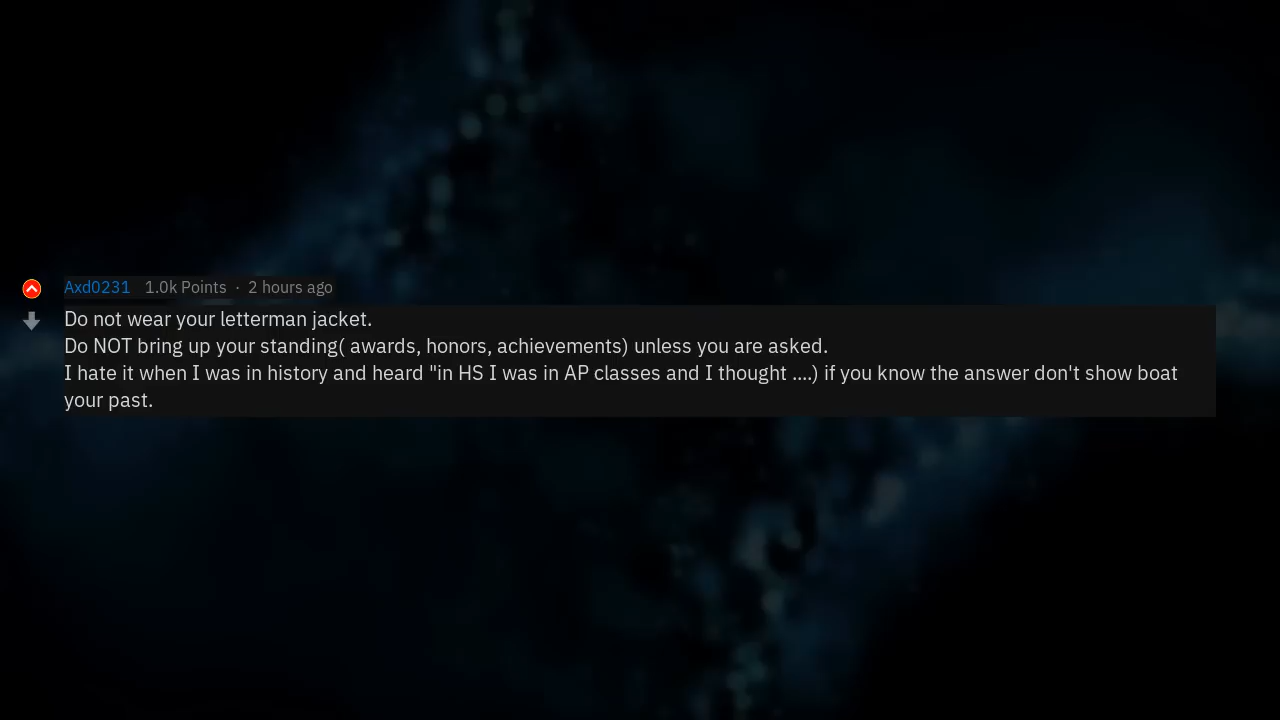 Axd0231 1.0k Points · 2 hours ago
Do not wear your letterman jacket.
Do NOT bring up your standing( awards, honors, achievements) unless you are asked.
I hate it when I was in history and heard "in HS I was in AP classes and I thought ....) if you know the answer don't show boat
your past.